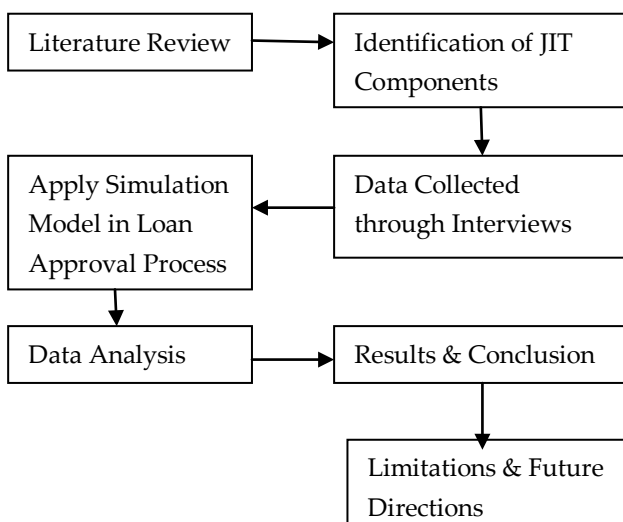 Literature Review
Identification of JIT
Components
Data Collected
through Interviews
Apply Simulation
Model in Loan
Approval Process
Data Analysis
Results & Conclusion
Limitations & Future
Directions